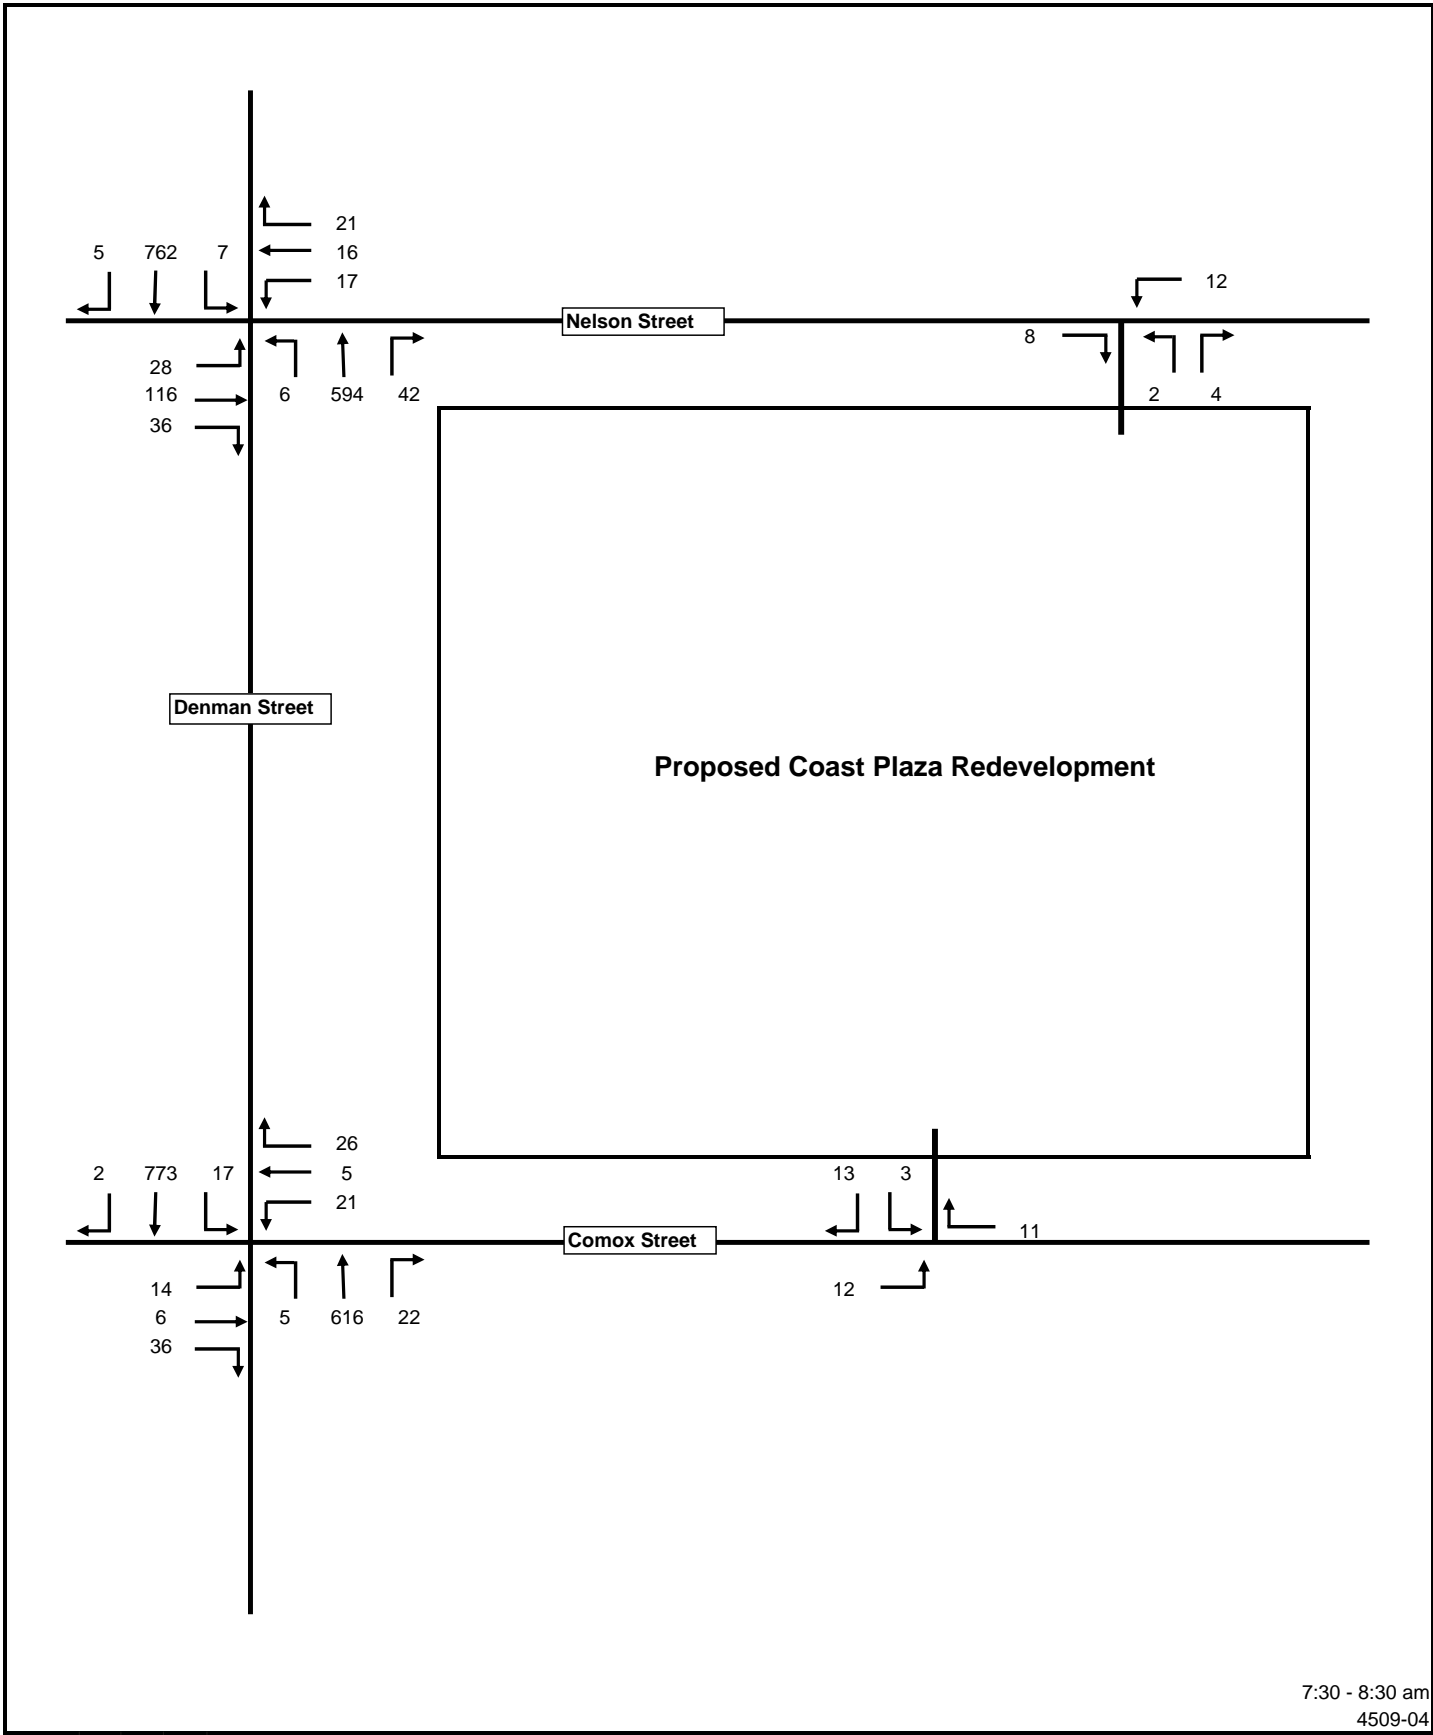 21
5 762 7 16
17
12
Nelson Street
8
28
116 6 594 42 2 4
36
Denman Street
Proposed Coast Plaza Redevelopment
26
2 773 17 5 13 3
21
11
Comox Street
14 12
6 5 616 22
36
7:30 - 8:30 am
4509-04